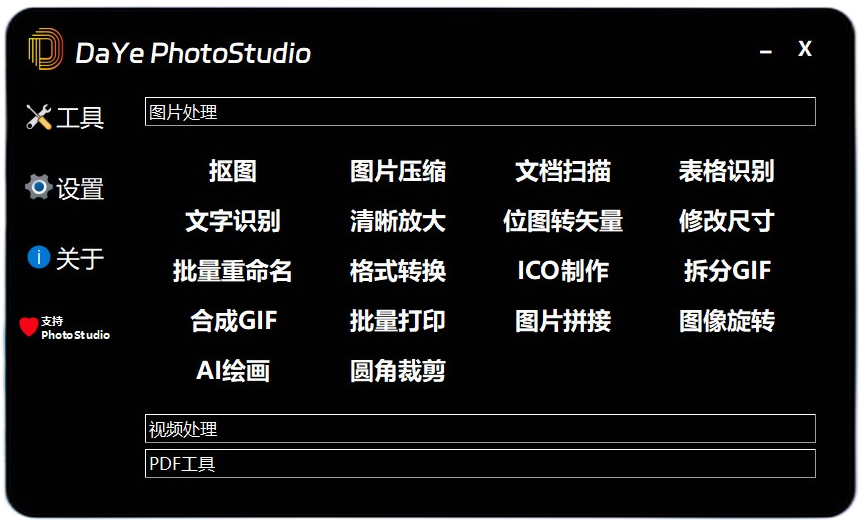 DaYe PhotoStudio
– X
工具
设置
关于
支持
PhotoStudio
图片处理
抠图 图片压缩 文档扫描 表格识别
文字识别 清晰放大 位图转矢量 修改尺寸
批量重命名 格式转换 ICO制作 拆分GIF
合成GIF 批量打印 图片拼接 图像旋转
AI绘画 圆角裁剪
视频处理
PDF工具